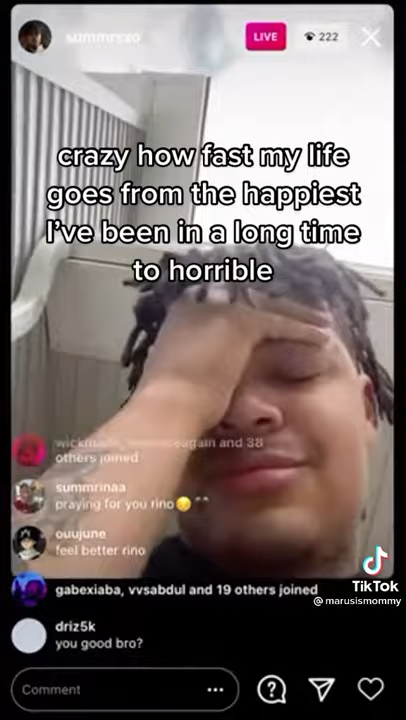 LIVE
222
crazy how fast my life
goes from the happiest
I've been in a long time
to horrible
again and 38
others joined
summrinaa
praying for you rino😔🖤
ouujune
feel better rino
gabexiaba, vvsabdul and 19 others joined
driz5k
you good bro?
TikTok
@marusismommy
Comment